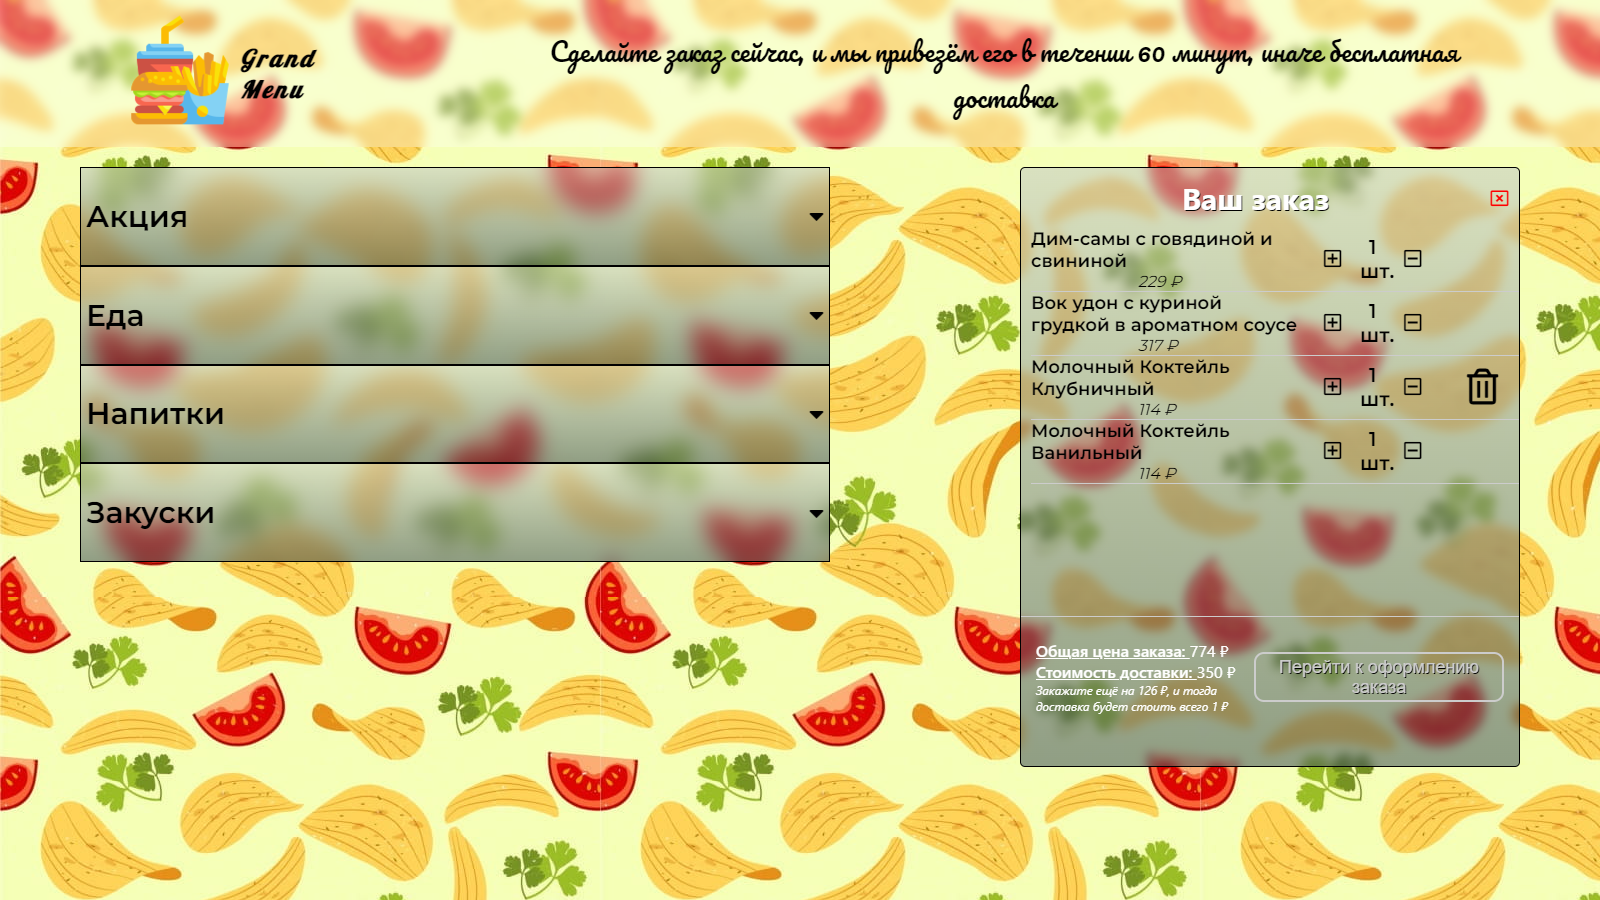 Grand
Menu
Сделайте заказ сейчас, и мы привезём его в течении 60 минут, иначе бесплатная
доставка
Акция
Еда
Напитки
Закуски
Ваш заказ
Дим-самы с говядиной и
свининой
229 ₽
1
шт.
Вок удон с куриной
грудкой в ароматном соусе
317 ₽
1
шт.
Молочный Коктейль
Клубничный
114 ₽
1
шт.
Молочный Коктейль
Ванильный
114 ₽
1
шт.
Общая цена заказа: 774 ₽
Стоимость доставки: 350 ₽
Закажите ещё на 126 ₽, и тогда
доставка будет стоить всего 1 ₽
Перейти к оформлению
заказа